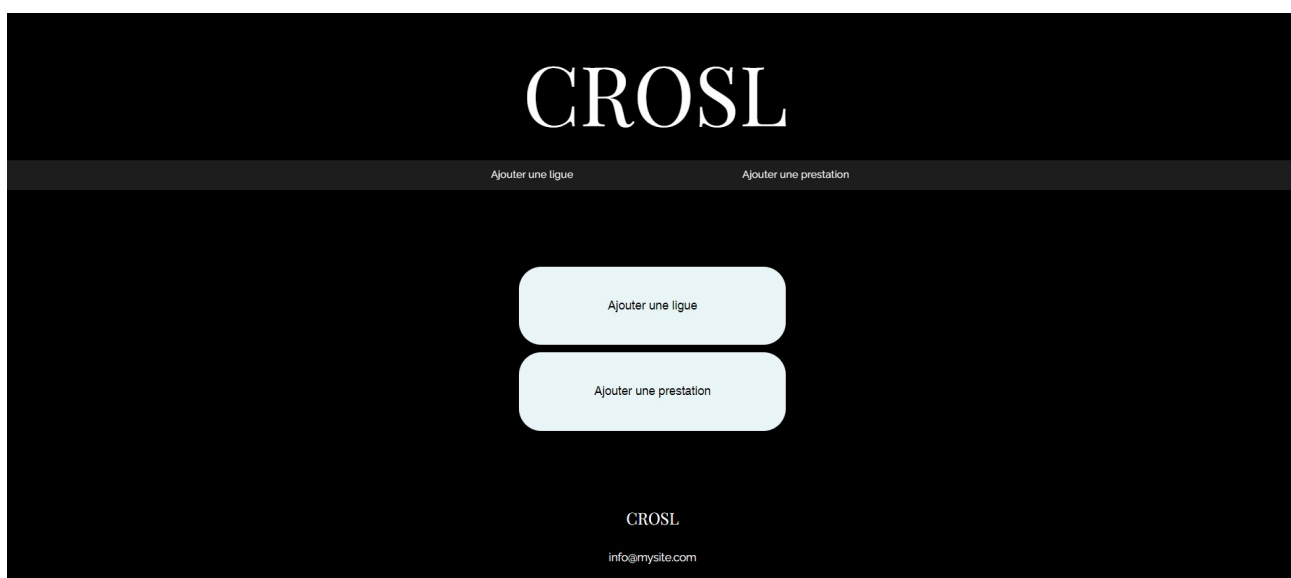 CROSL
Ajouter une ligue Ajouter une prestation
Ajouter une ligue
Ajouter une prestation
CROSL
info@mysite.com